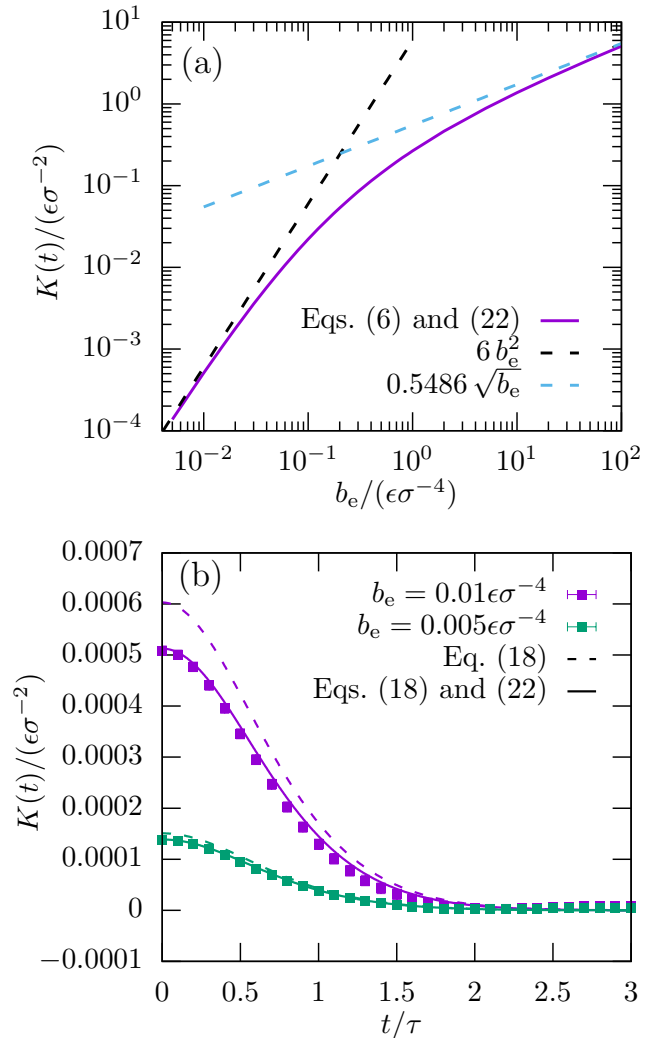 (a)
10^1
10^0
10^{-1}
10^{-2}
10^{-3}
10^{-4}
K(t)/(ϵσ^{-2})
Eqs. (6) and (22)
6 b_e^2
0.5486 √b_e
10^{-2} 10^{-1} 10^0 10^1 10^2
b_e/(ϵσ^{-4})
(b)
0.0007
0.0006
0.0005
0.0004
0.0003
0.0002
0.0001
0
−0.0001
K(t)/(ϵσ^{-2})
b_e = 0.01ϵσ^{-4}
b_e = 0.005ϵσ^{-4}
Eq. (18)
Eqs. (18) and (22)
0 0.5 1 1.5 2 2.5 3
t/τ